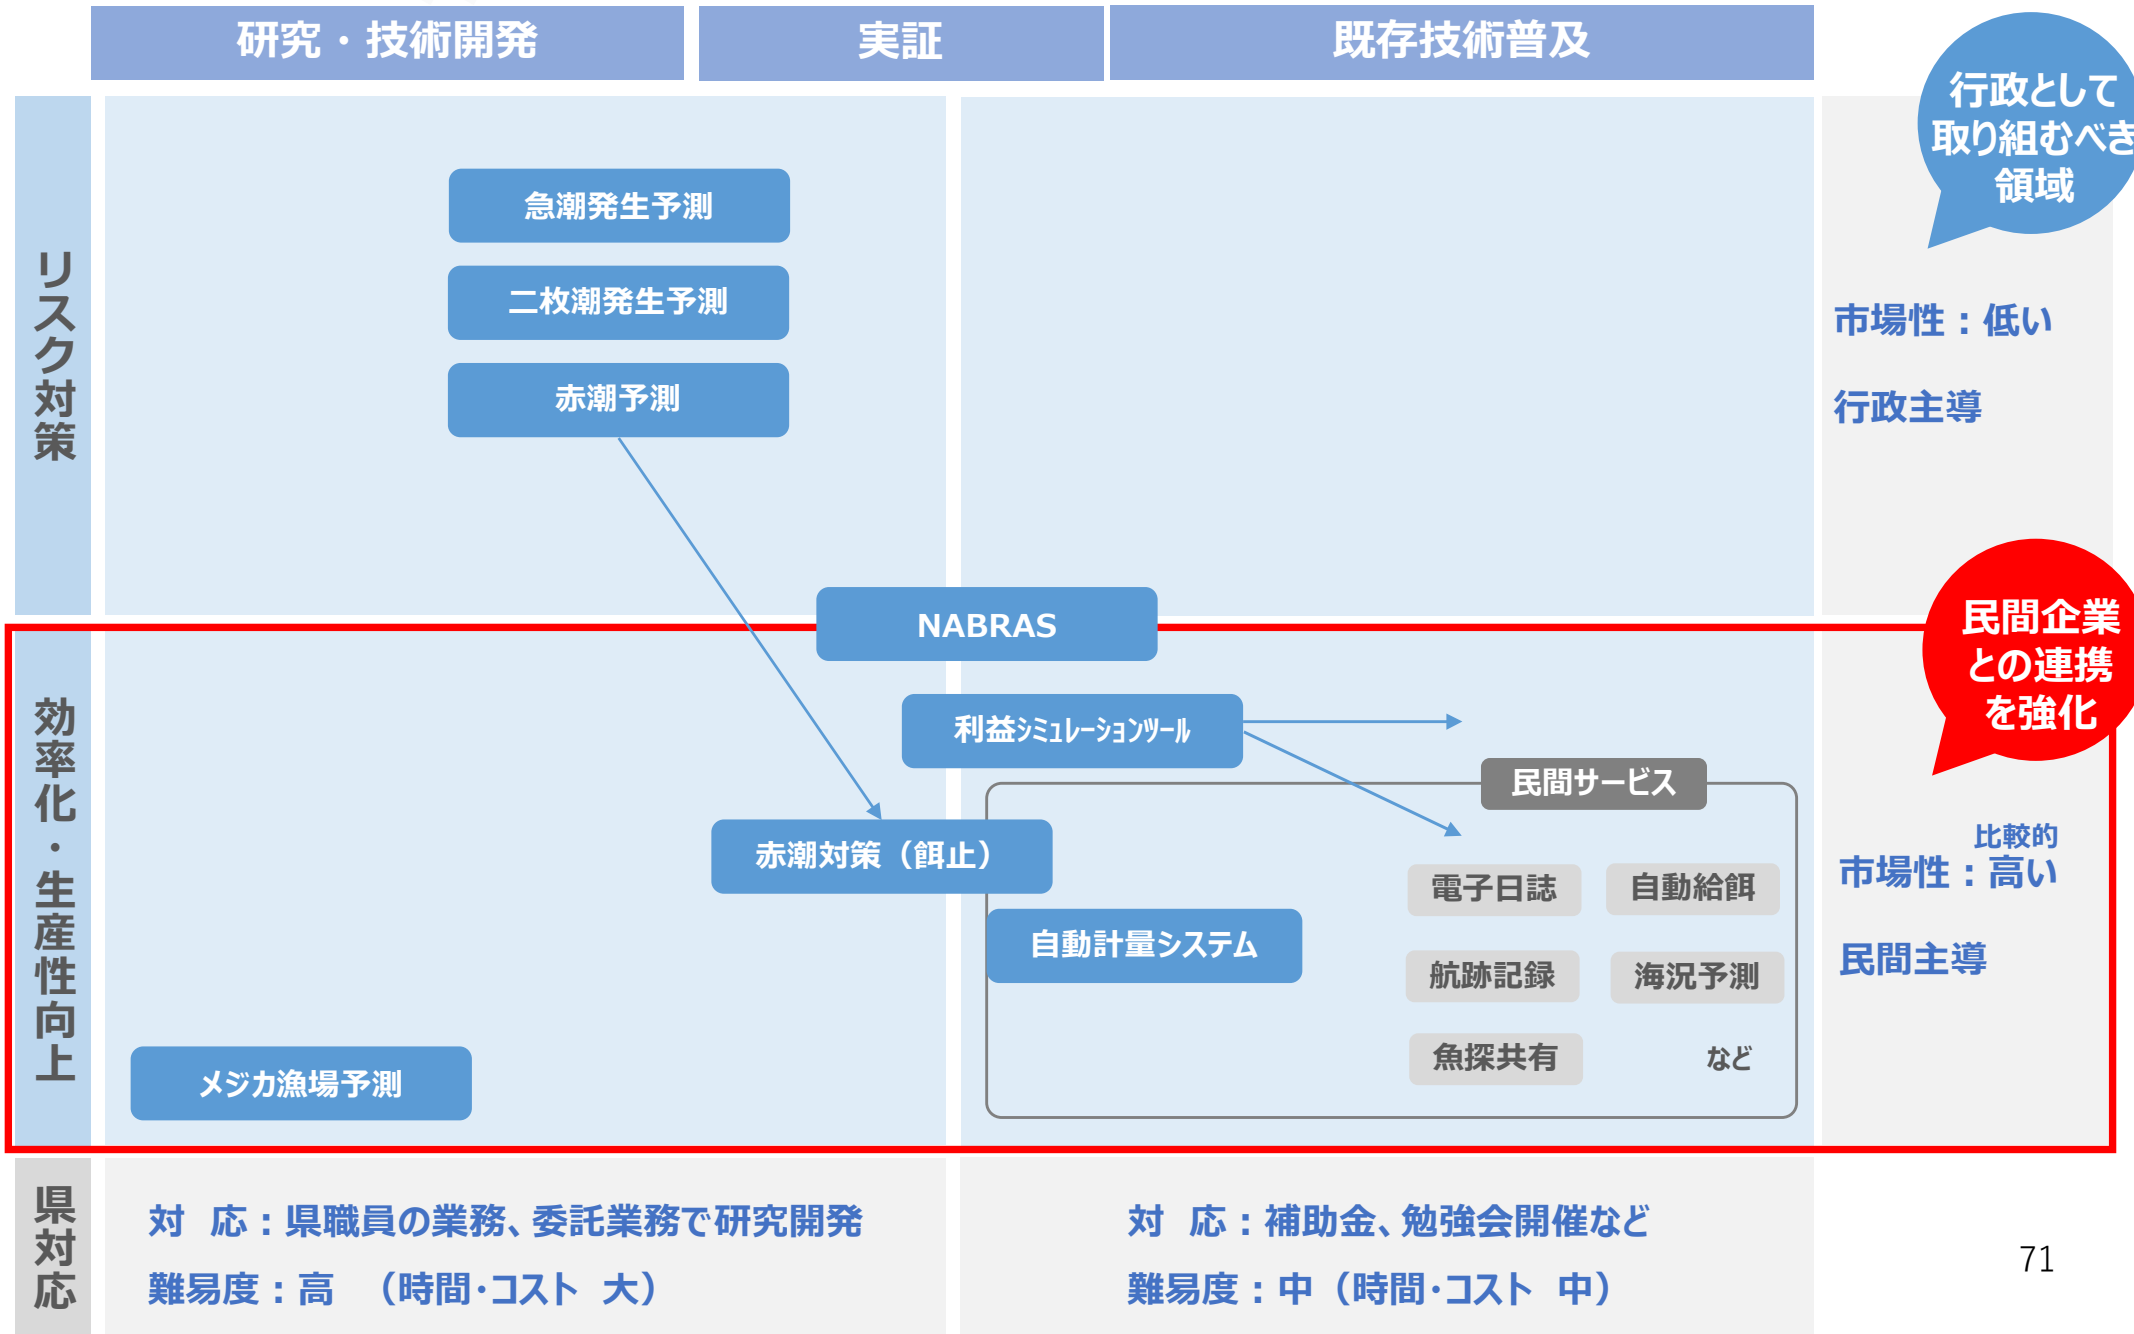 研究・技術開発
実証
既存技術普及
行政として
取り組むべき
領域
リスク対策
急潮発生予測
二枚潮発生予測
赤潮予測
市場性：低い
行政主導
NABRAS
民間企業
との連携
を強化
効率化・生産性向上
利益ｼﾐｭﾚｰｼｮﾝﾂｰﾙ
民間サービス
赤潮対策（餌止）
電子日誌
自動給餌
自動計量システム
航跡記録
海況予測
魚探共有
など
メジカ漁場予測
比較的
市場性：高い
民間主導
県対応
対　応：県職員の業務、委託業務で研究開発
難易度：高　（時間･コスト　大）
対　応：補助金、勉強会開催など
難易度：中（時間･コスト　中）
71